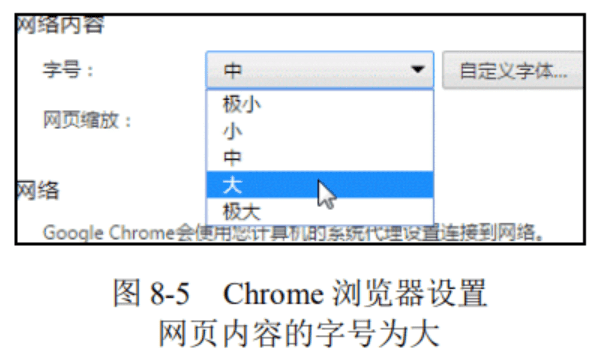 网络内容
字号：
中
自定义字体...
极小
小
网页缩放：
中
大
网络
极大
Google Chrome会使用您计算机的系统代理设置连接到网络。
图 8-5 Chrome 浏览器设置
网页内容的字号为大